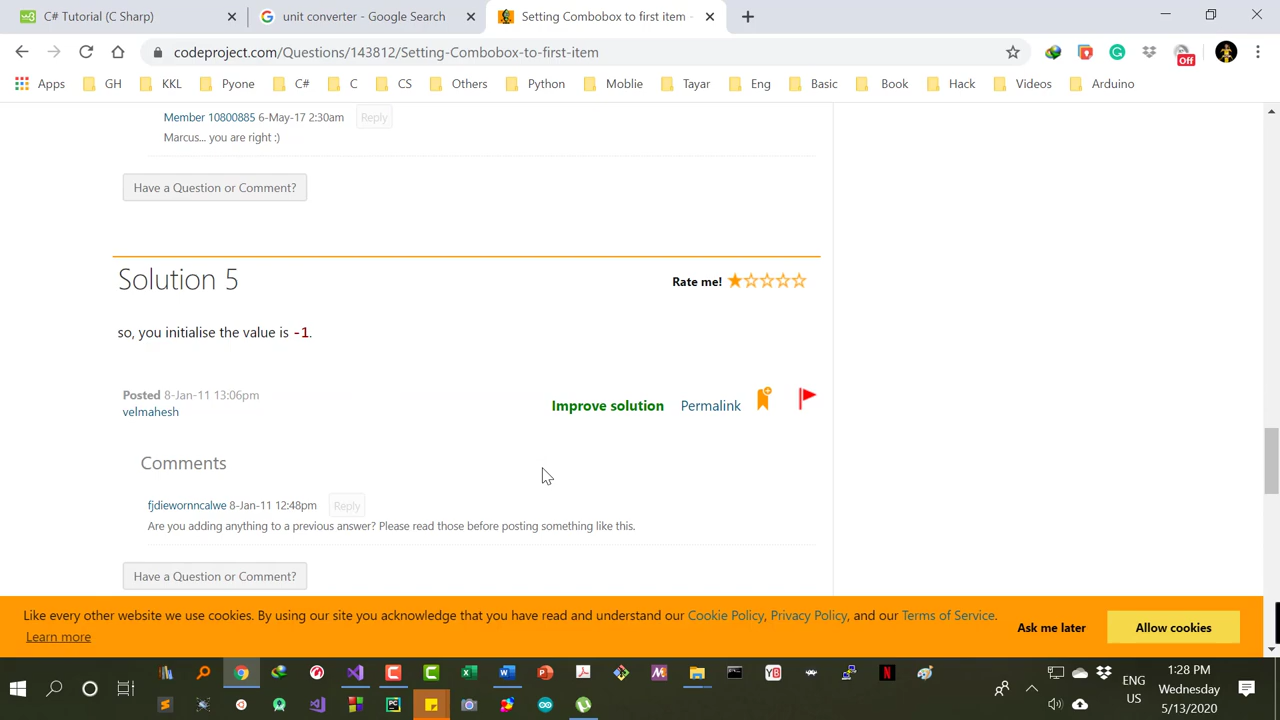 C# Tutorial (C Sharp)
unit converter - Google Search
Setting Combobox to first item -
codeproject.com/Questions/143812/Setting-Combobox-to-first-item
Off
Apps GH KKL Pyone C# C CS Others Python Moblie Tayar Eng Basic Book Hack Videos Arduino
Member 10800885 6-May-17 2:30am Reply
Marcus... you are right :)
Have a Question or Comment?
Solution 5
Rate me!
so, you initialise the value is -1.
Posted 8-Jan-11 13:06pm
velmahesh
Improve solution Permalink
Comments
fjdiewornncalwe 8-Jan-11 12:48pm Reply
Are you adding anything to a previous answer? Please read those before posting something like this.
Have a Question or Comment?
Like every other website we use cookies. By using our site you acknowledge that you have read and understand our Cookie Policy, Privacy Policy, and our Terms of Service.
Learn more
Ask me later
Allow cookies
ENG
US
1:28 PM
Wednesday
5/13/2020